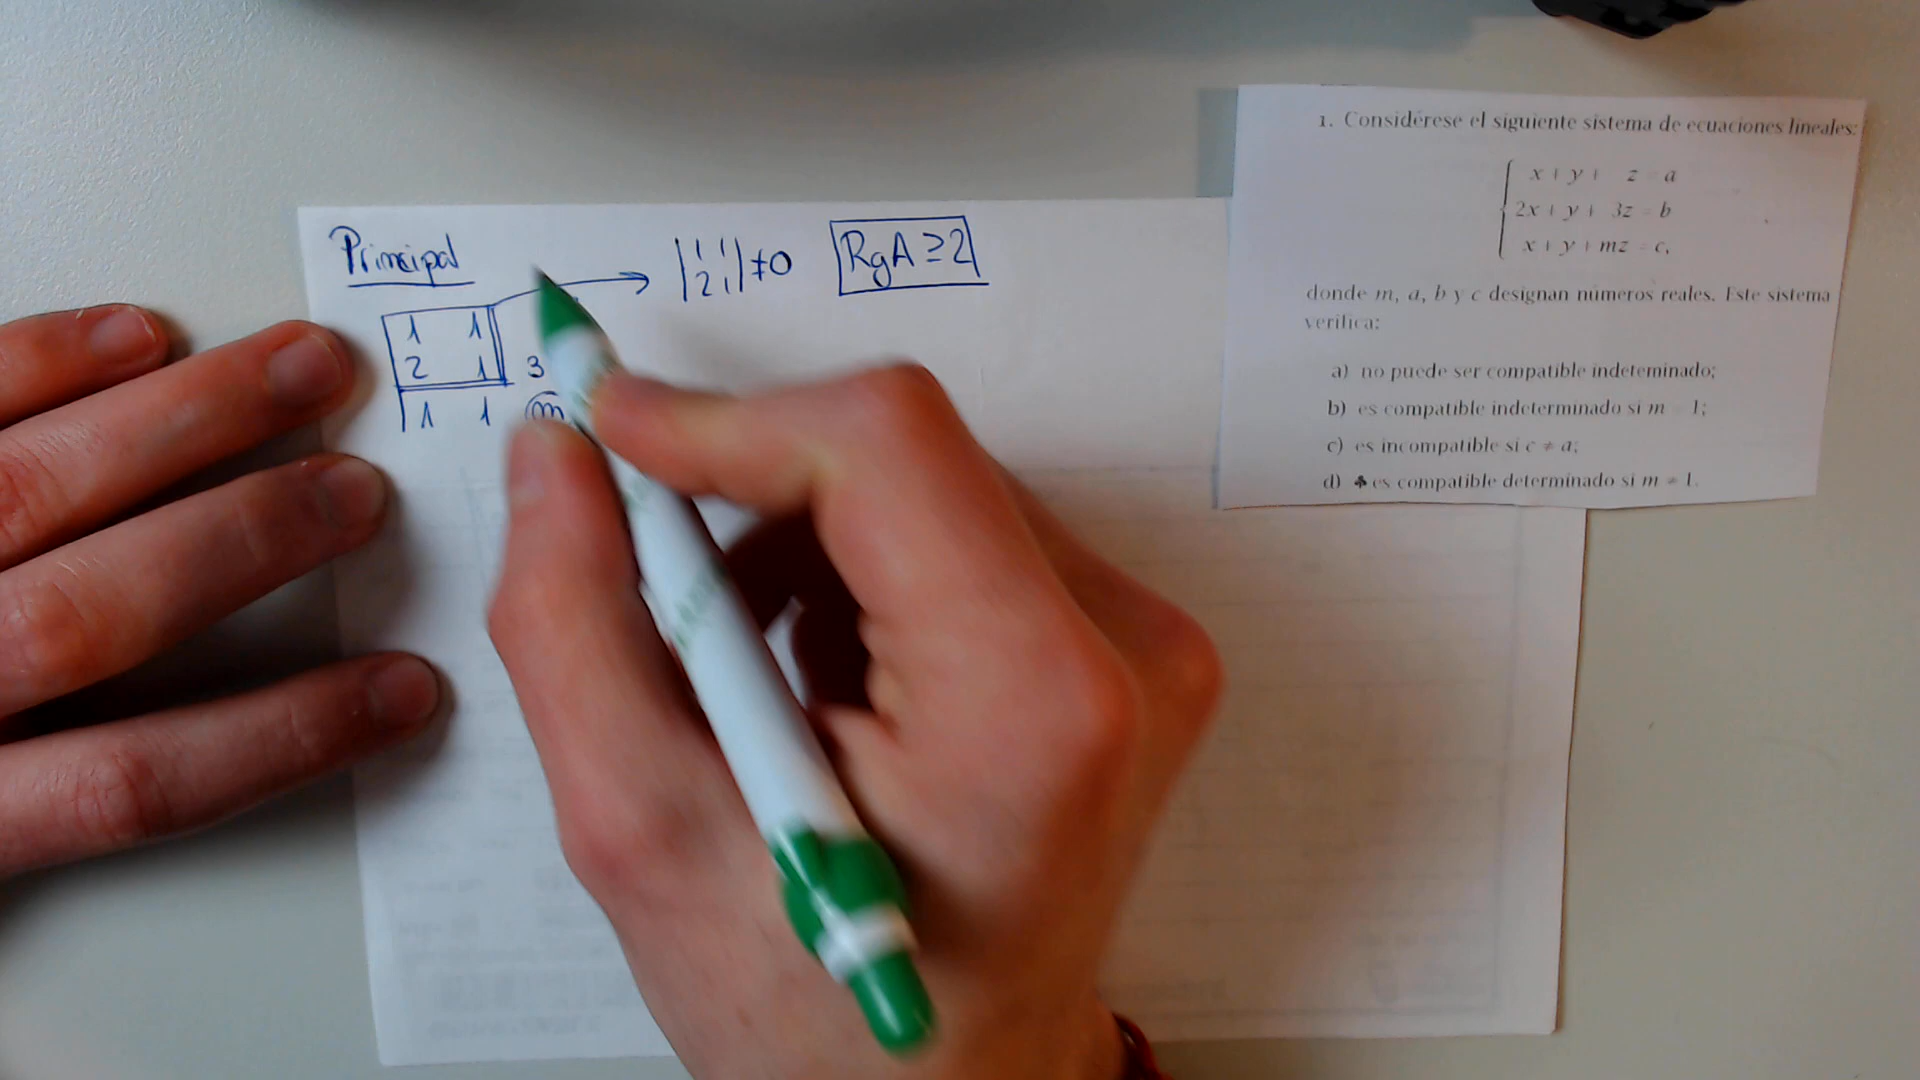 Principal
|1 1|
|2 1| ≠0 RgA ≥ 2
1 1
2 1 3
1 1 m
1. Considérese el siguiente sistema de ecuaciones lineales:
x + y + z = a
2x + y + 3z = b
x + y + mz = c,
donde m, a, b y c designan números reales. Este sistema
verifica:
a) no puede ser compatible indeteminado;
b) es compatible indeterminado si m = 1;
c) es incompatible si c ≠ a;
d) ♣ es compatible determinado si m ≠ 1.